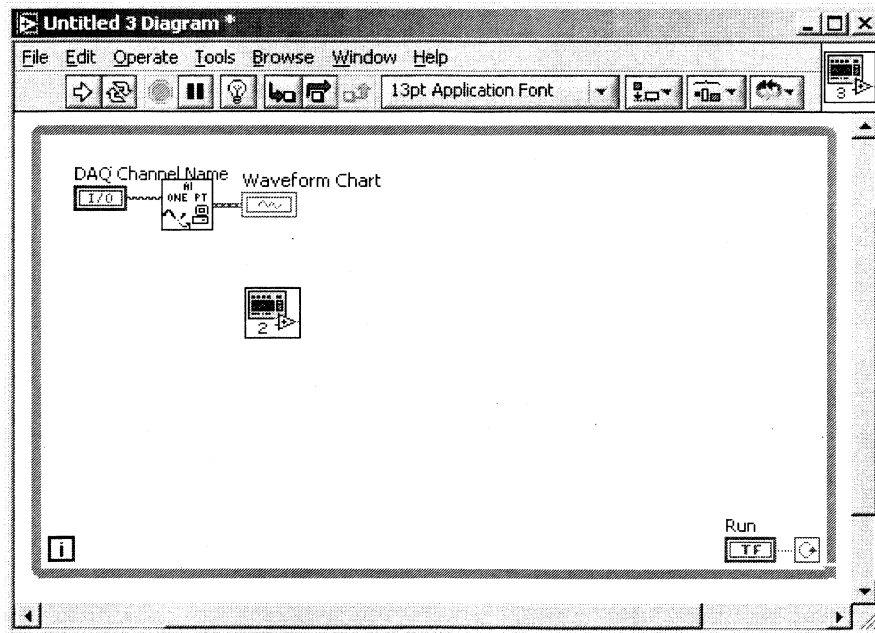 Untitled 3 Diagram *
File Edit Operate Tools Browse Window Help
13pt Application Font
3
DAQ Channel Name
I/O
AI
ONE PT
Waveform Chart
2
Run
TF
i